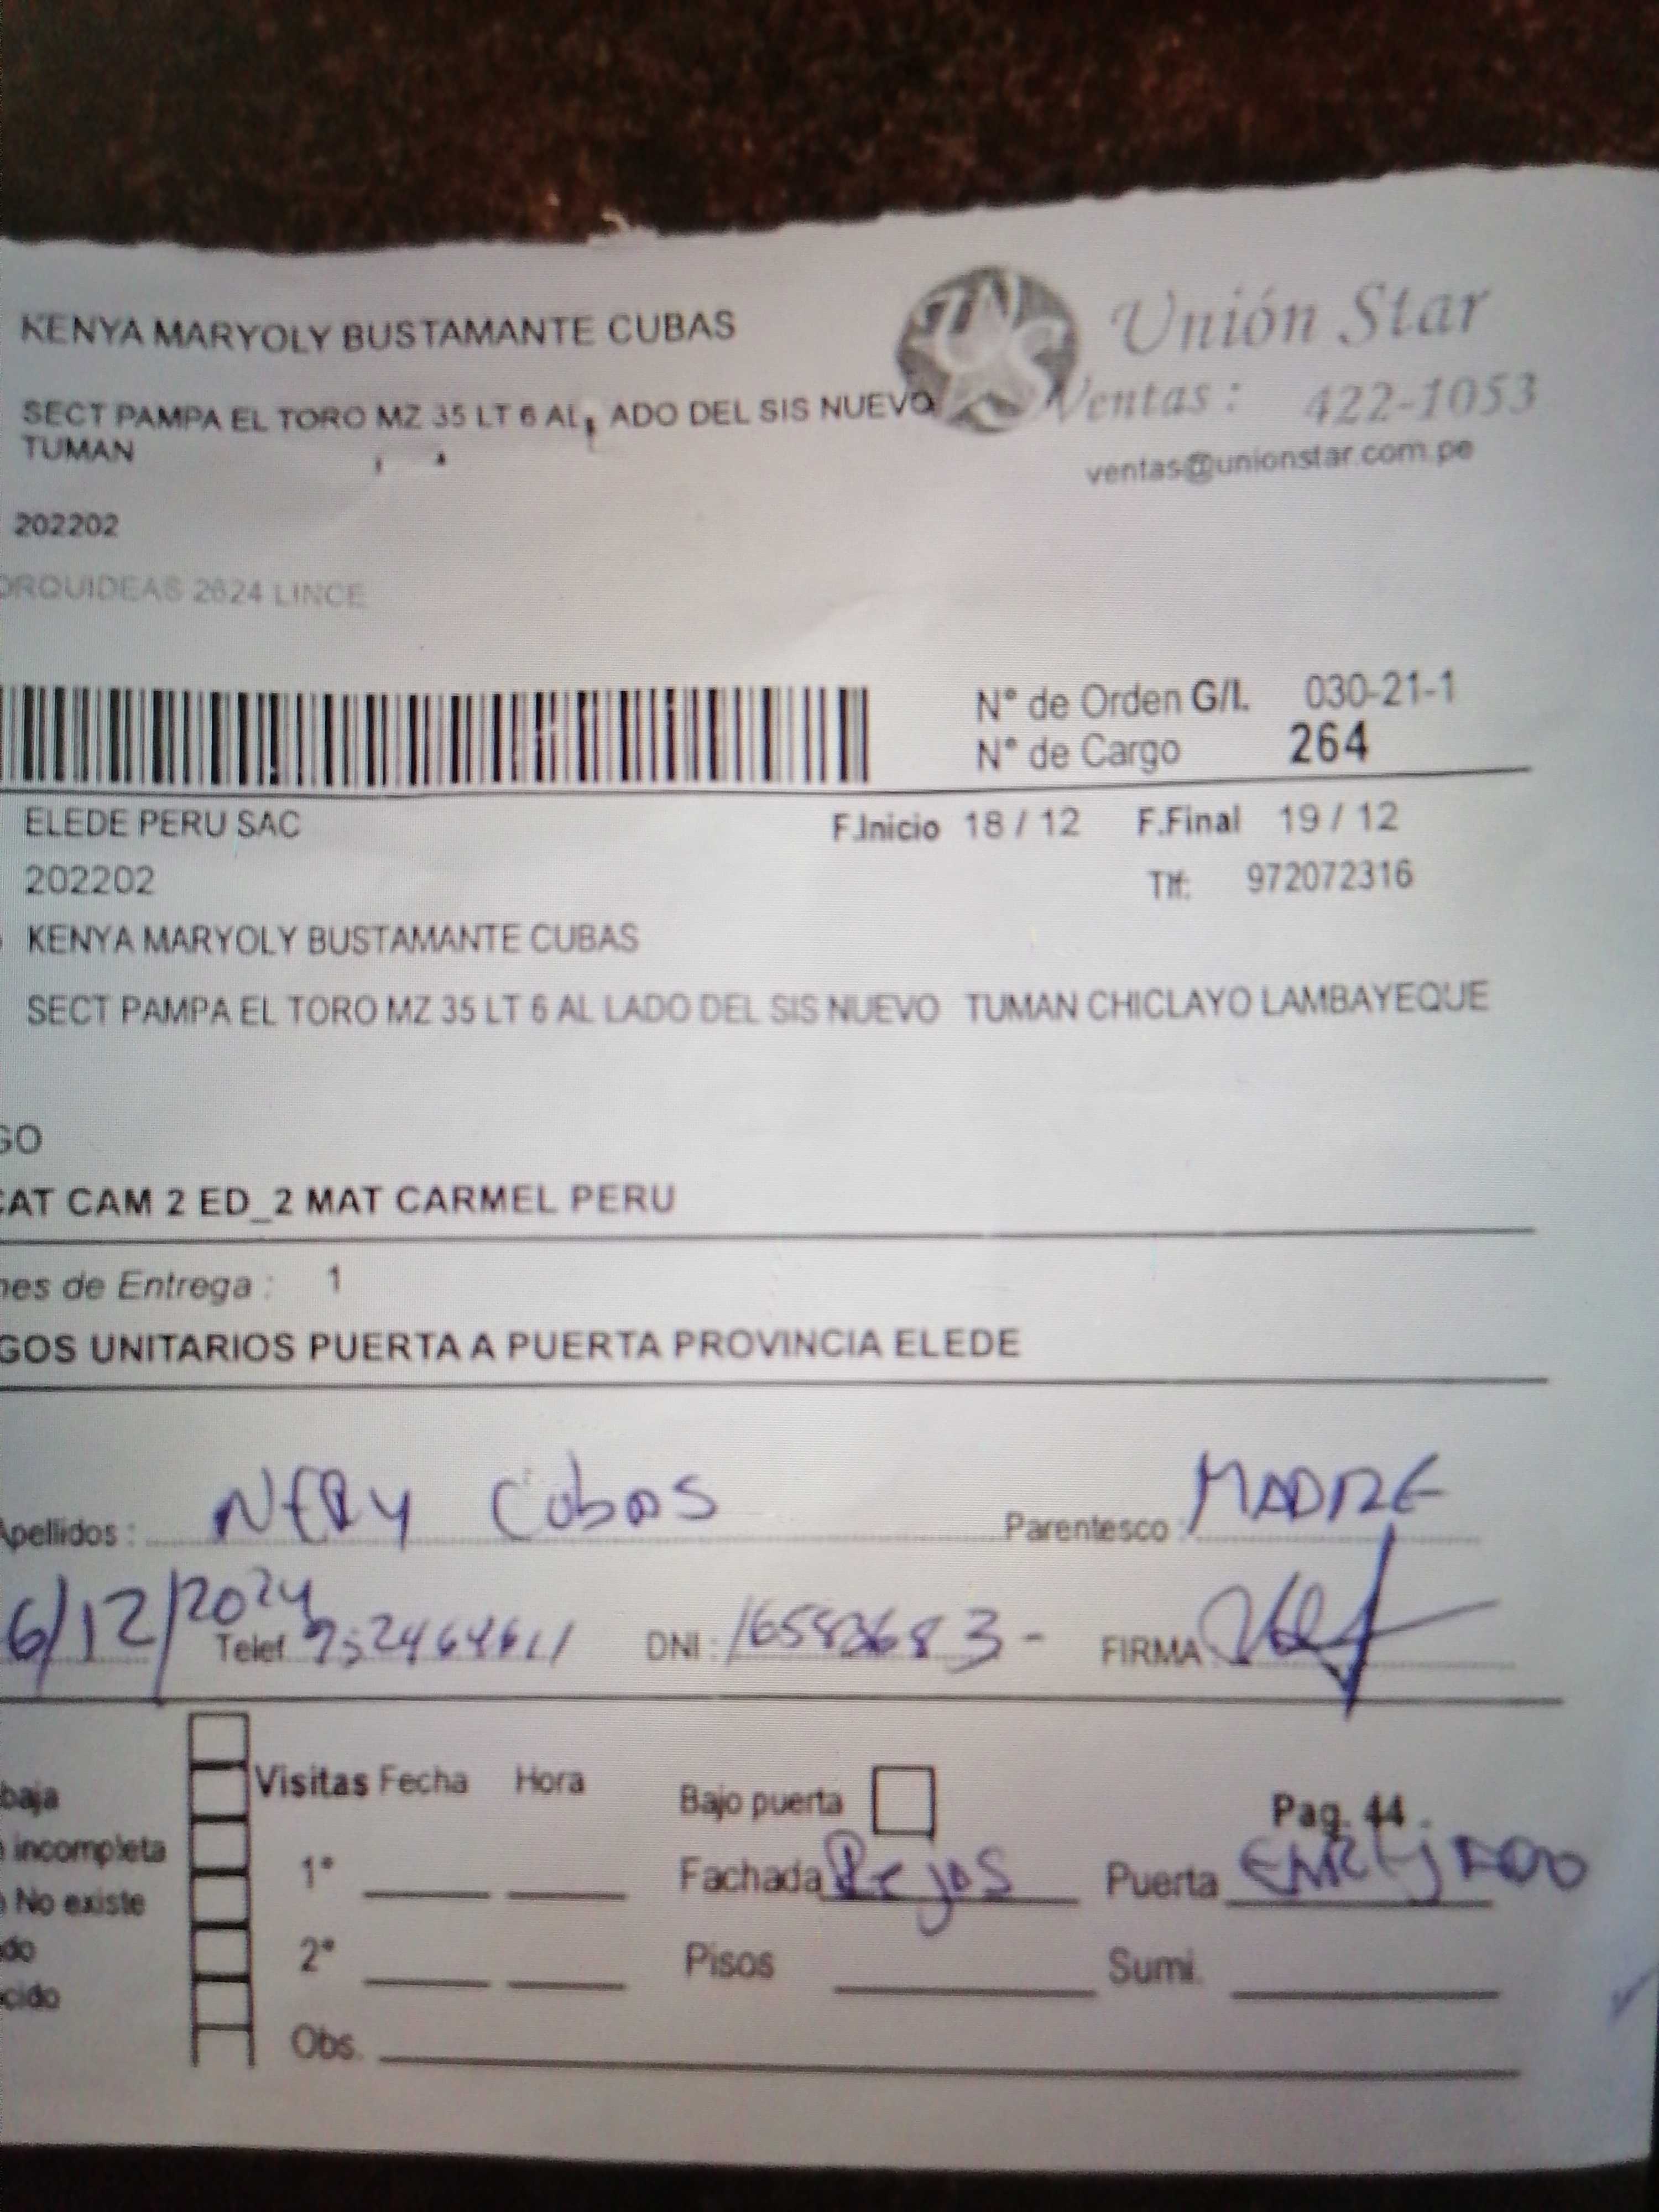 KENYA MARYOLY BUSTAMANTE CUBAS
Unión Star
SECT PAMPA EL TORO MZ 35 LT 6 AL ADO DEL SIS NUEVO
Ventas : 422-1053
TUMAN
ventas@unionstar.com.pe
202202
ORQUIDEAS 2624 LINCE
N° de Orden G/L 030-21-1
N° de Cargo 264
ELEDE PERU SAC F.Inicio 18 / 12 F.Final 19 / 12
202202 Tlf: 972072316
KENYA MARYOLY BUSTAMANTE CUBAS
SECT PAMPA EL TORO MZ 35 LT 6 AL LADO DEL SIS NUEVO TUMAN CHICLAYO LAMBAYEQUE
GO
CAT CAM 2 ED_2 MAT CARMEL PERU
nes de Entrega : 1
GOS UNITARIOS PUERTA A PUERTA PROVINCIA ELEDE
Apellidos : NERY Cubas Parentesco MADRE
6/12/2024 Telef. DNI : FIRMA
Visitas Fecha Hora Bajo puerta Pag. 44
baja
incompleta 1° Fachada Rejas Puerta ENREJADO
No existe
do 2° Pisos Sumi.
cido
Obs.